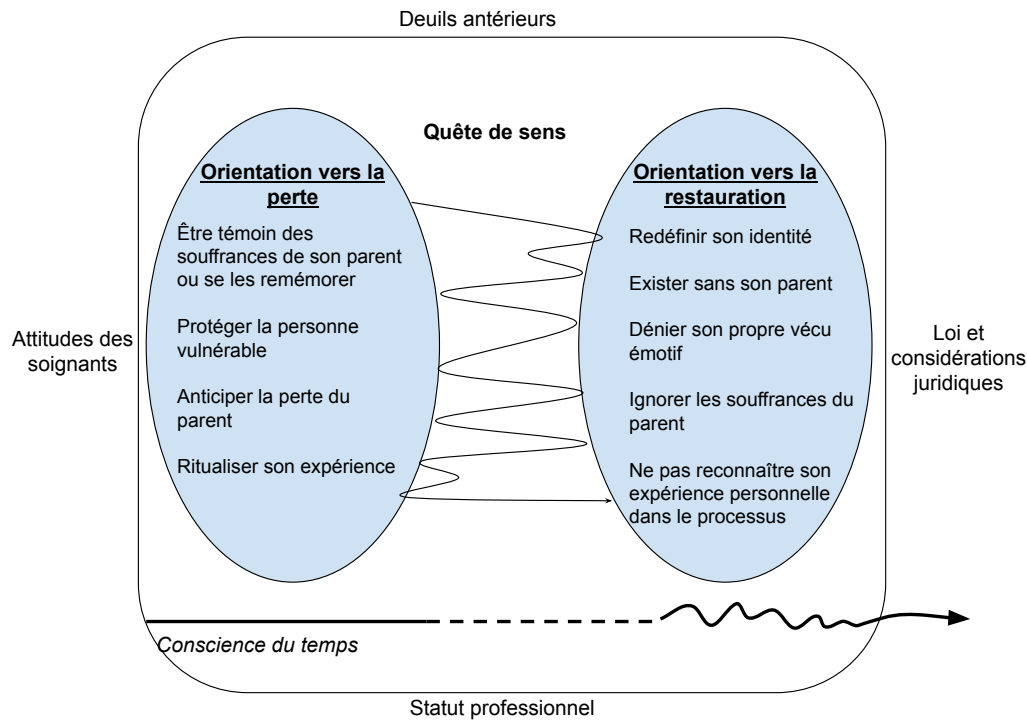 Deuils antérieurs
Quête de sens
Orientation vers la
perte
Être témoin des
souffrances de son parent
ou se les remémorer
Protéger la personne
vulnérable
Anticiper la perte du
parent
Ritualiser son expérience
Orientation vers la
restauration
Redéfinir son identité
Exister sans son parent
Dénier son propre vécu
émotif
Ignorer les souffrances du
parent
Ne pas reconnaître son
expérience personnelle
dans le processus
Attitudes des
soignants
Loi et
considérations
juridiques
Conscience du temps
Statut professionnel